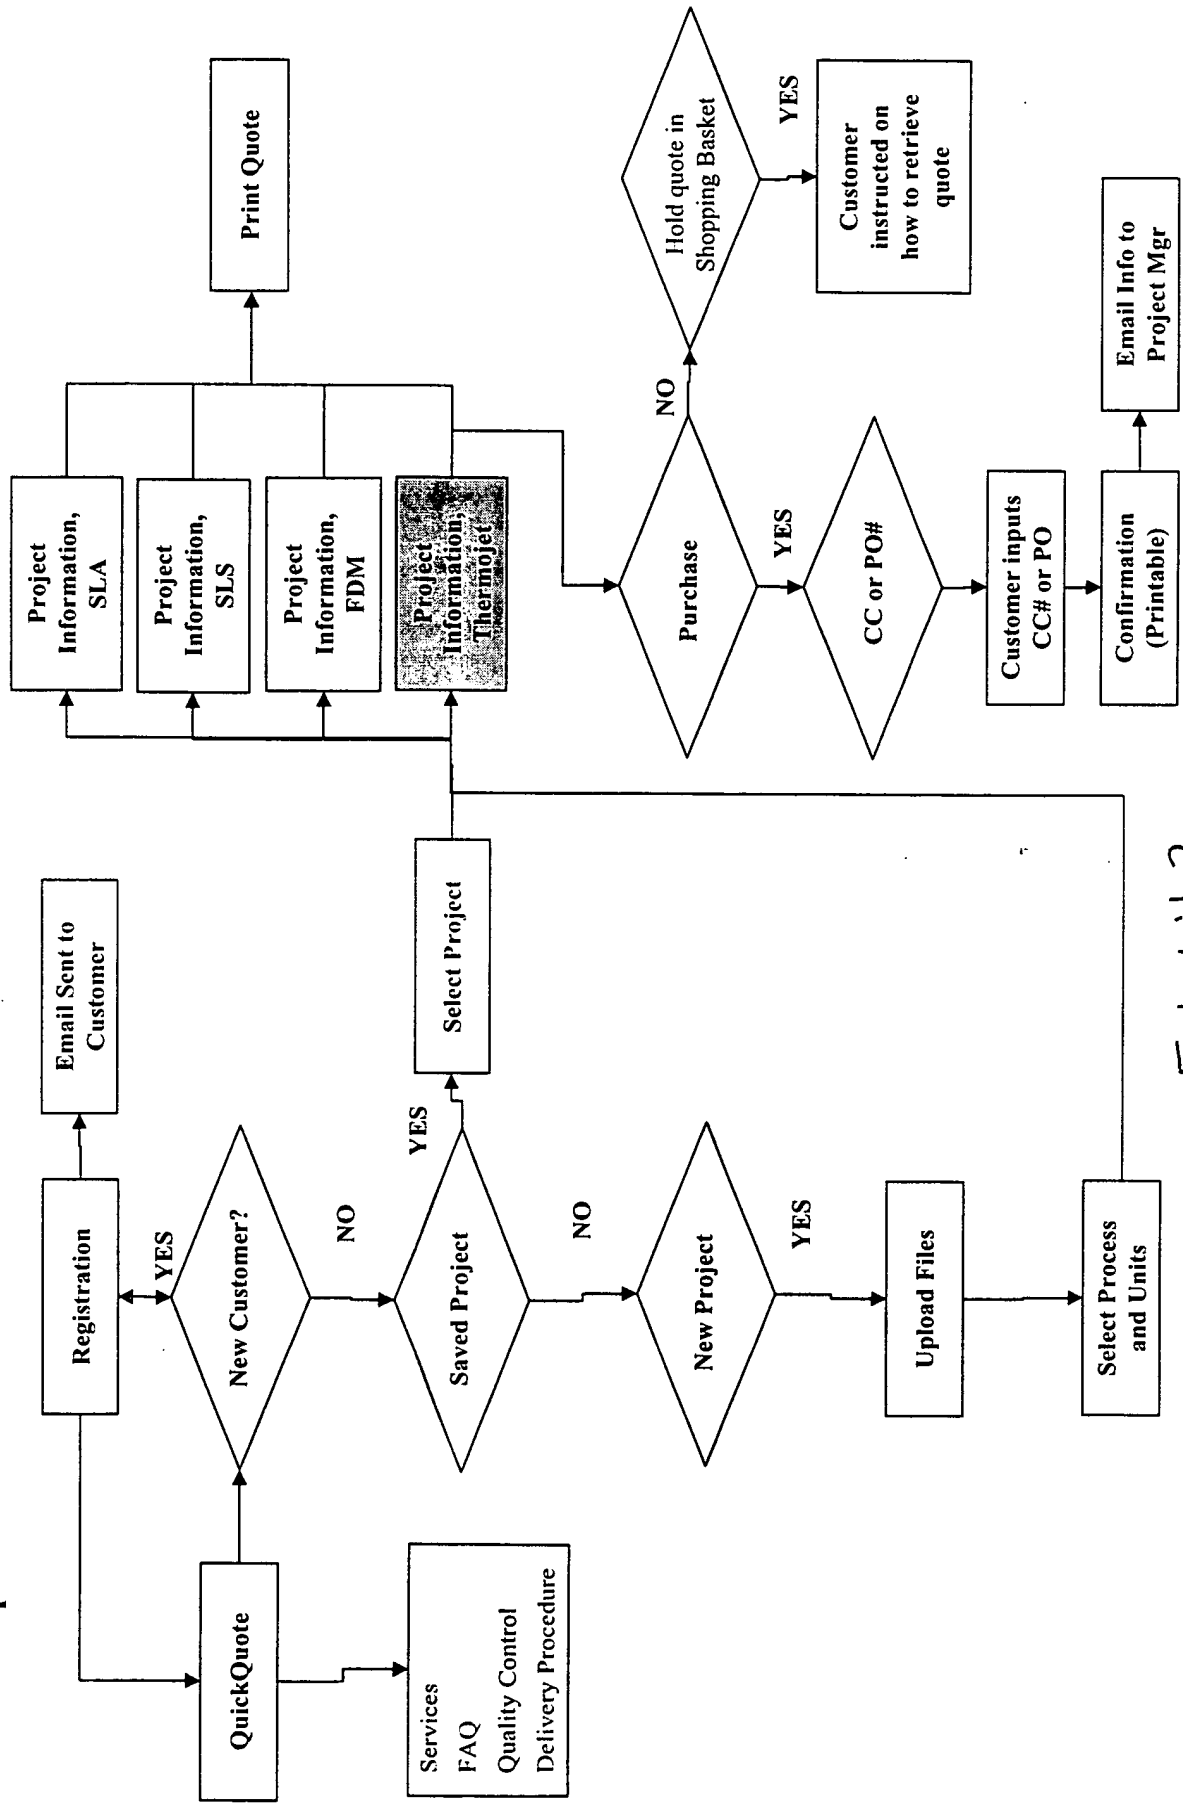 QuickQuote
Services
FAQ
Quality Control
Delivery Procedure
Registration
Email Sent to
Customer
YES
New Customer?
NO
Saved Project
YES
Select Project
NO
New Project
YES
Upload Files
Select Process
and Units
Project
Information,
SLA
Project
Information,
SLS
Project
Information,
FDM
Project
Information,
Thermojet
Print Quote
Purchase
NO
Hold quote in
Shopping Basket
YES
Customer
instructed on
how to retrieve
quote
YES
CC or PO#
Customer inputs
CC# or PO
Confirmation
(Printable)
Email Info to
Project Mgr